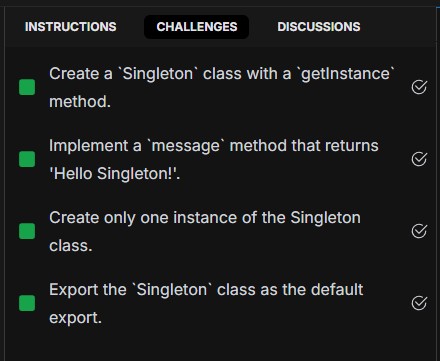 INSTRUCTIONS CHALLENGES DISCUSSIONS
Create a `Singleton` class with a `getInstance`
method.
Implement a `message` method that returns
'Hello Singleton!'.
Create only one instance of the Singleton
class.
Export the `Singleton` class as the default
export.